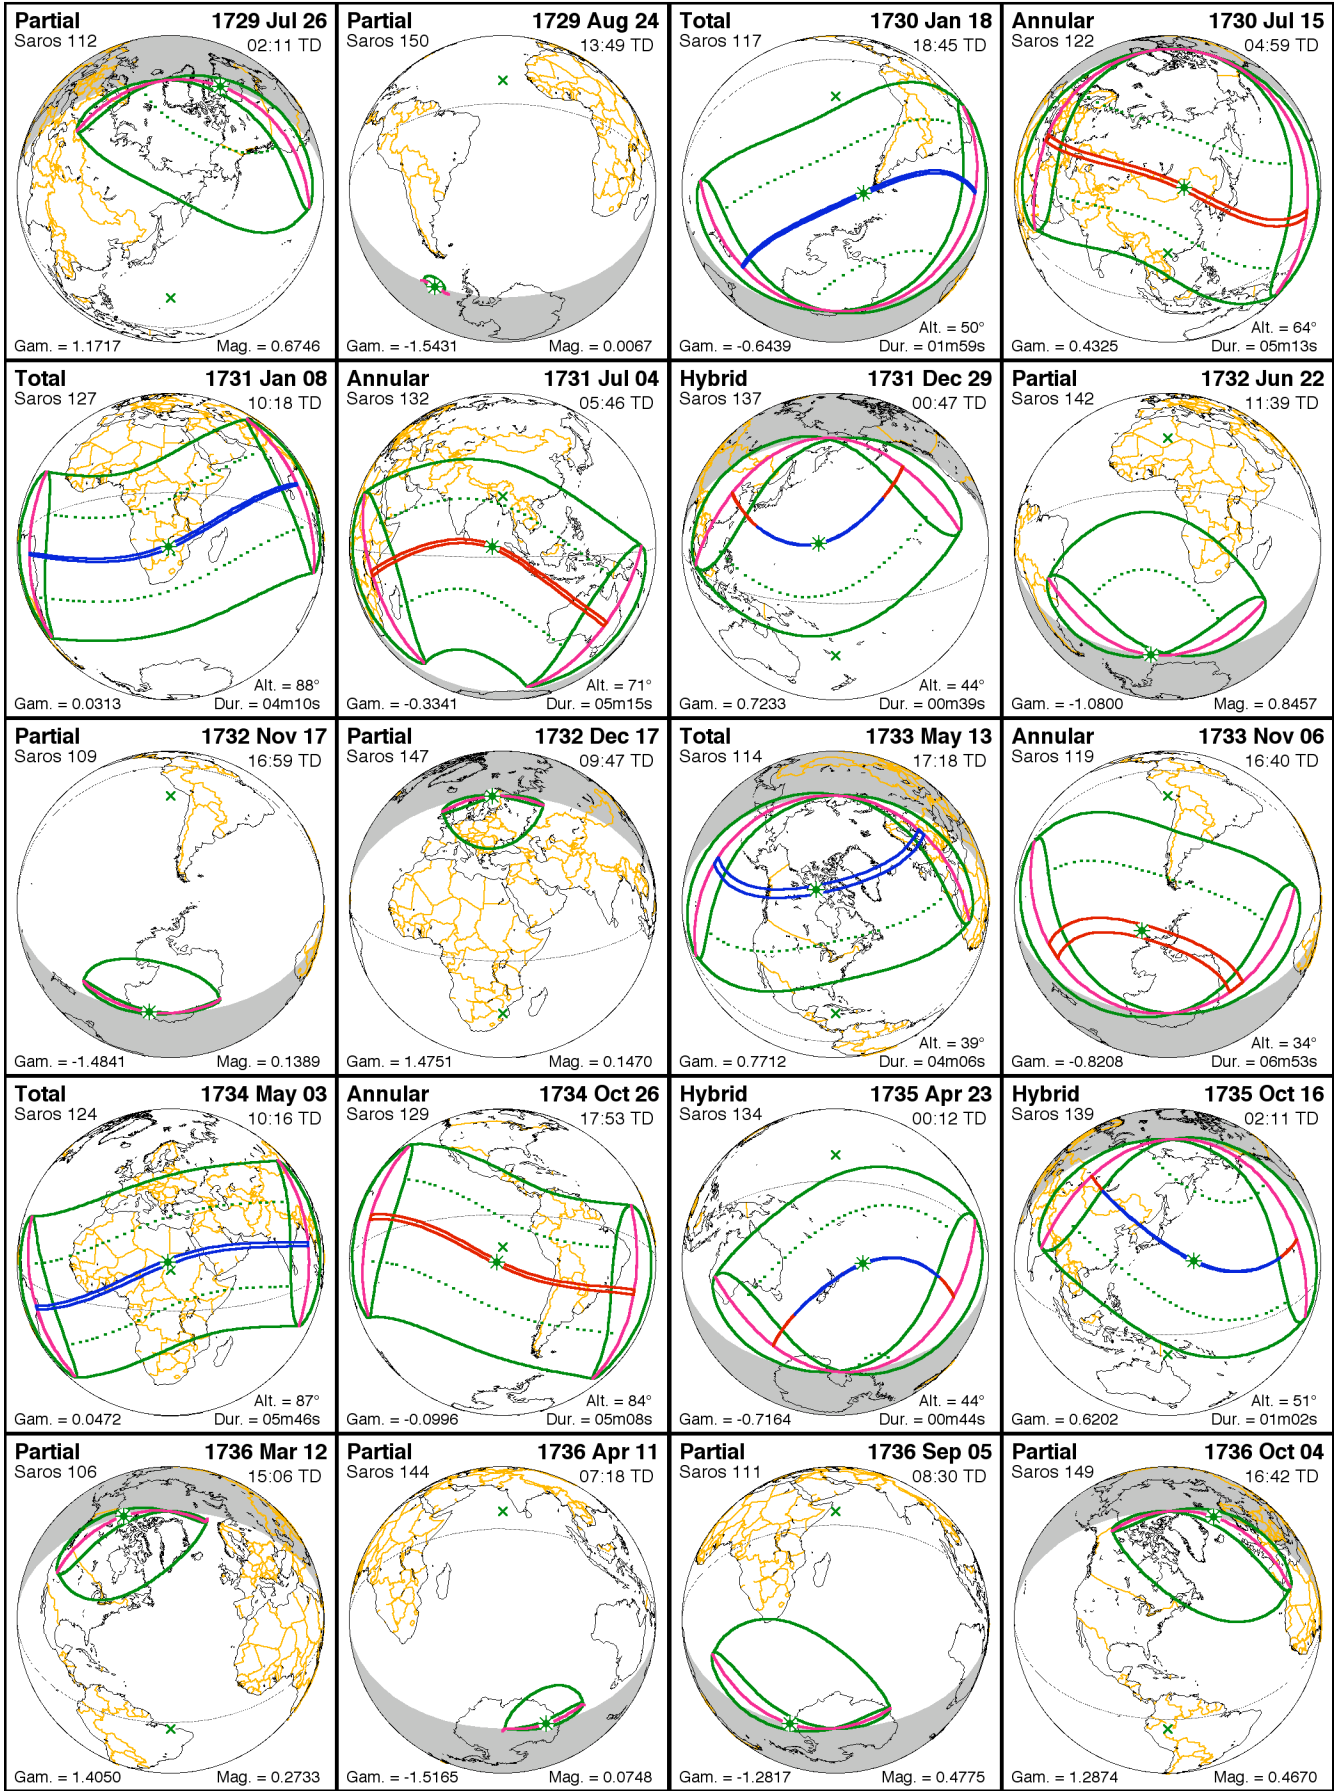 Partial 1729 Jul 26
Saros 112 02:11 TD
Gam. = 1.1717 Mag. = 0.6746
Partial 1729 Aug 24
Saros 150 13:49 TD
Gam. = -1.5431 Mag. = 0.0067
Total 1730 Jan 18
Saros 117 18:45 TD
Alt. = 50°
Gam. = -0.6439 Dur. = 01m59s
Annular 1730 Jul 15
Saros 122 04:59 TD
Alt. = 64°
Gam. = 0.4325 Dur. = 05m13s
Total 1731 Jan 08
Saros 127 10:18 TD
Alt. = 88°
Gam. = 0.0313 Dur. = 04m10s
Annular 1731 Jul 04
Saros 132 05:46 TD
Alt. = 71°
Gam. = -0.3341 Dur. = 05m15s
Hybrid 1731 Dec 29
Saros 137 00:47 TD
Alt. = 44°
Gam. = 0.7233 Dur. = 00m39s
Partial 1732 Jun 22
Saros 142 11:39 TD
Gam. = -1.0800 Mag. = 0.8457
Partial 1732 Nov 17
Saros 109 16:59 TD
Gam. = -1.4841 Mag. = 0.1389
Partial 1732 Dec 17
Saros 147 09:47 TD
Gam. = 1.4751 Mag. = 0.1470
Total 1733 May 13
Saros 114 17:18 TD
Alt. = 39°
Gam. = 0.7712 Dur. = 04m06s
Annular 1733 Nov 06
Saros 119 16:40 TD
Alt. = 34°
Gam. = -0.8208 Dur. = 06m53s
Total 1734 May 03
Saros 124 10:16 TD
Alt. = 87°
Gam. = 0.0472 Dur. = 05m46s
Annular 1734 Oct 26
Saros 129 17:53 TD
Alt. = 84°
Gam. = -0.0996 Dur. = 05m08s
Hybrid 1735 Apr 23
Saros 134 00:12 TD
Alt. = 44°
Gam. = -0.7164 Dur. = 00m44s
Hybrid 1735 Oct 16
Saros 139 02:11 TD
Alt. = 51°
Gam. = 0.6202 Dur. = 01m02s
Partial 1736 Mar 12
Saros 106 15:06 TD
Gam. = 1.4050 Mag. = 0.2733
Partial 1736 Apr 11
Saros 144 07:18 TD
Gam. = -1.5165 Mag. = 0.0748
Partial 1736 Sep 05
Saros 111 08:30 TD
Gam. = -1.2817 Mag. = 0.4775
Partial 1736 Oct 04
Saros 149 16:42 TD
Gam. = 1.2874 Mag. = 0.4670